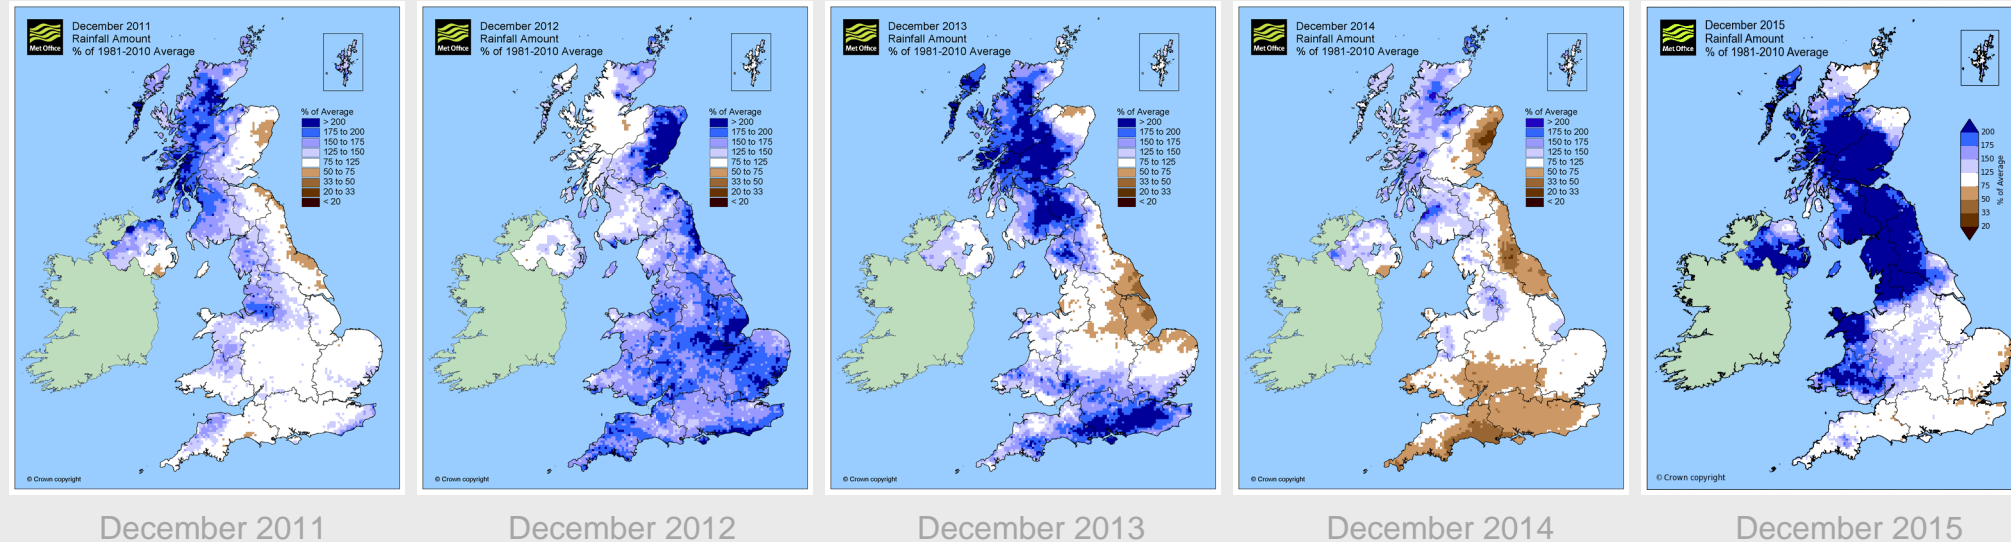 Met Office
December 2011
Rainfall Amount
% of 1981-2010 Average
% of Average
> 200
175 to 200
150 to 175
125 to 150
75 to 125
50 to 75
33 to 50
20 to 33
< 20
© Crown copyright
December 2011
Met Office
December 2012
Rainfall Amount
% of 1981-2010 Average
% of Average
> 200
175 to 200
150 to 175
125 to 150
75 to 125
50 to 75
33 to 50
20 to 33
< 20
© Crown copyright
December 2012
Met Office
December 2013
Rainfall Amount
% of 1981-2010 Average
% of Average
> 200
175 to 200
150 to 175
125 to 150
75 to 125
50 to 75
33 to 50
20 to 33
< 20
© Crown copyright
December 2013
Met Office
December 2014
Rainfall Amount
% of 1981-2010 Average
% of Average
> 200
175 to 200
150 to 175
125 to 150
75 to 125
50 to 75
33 to 50
20 to 33
< 20
© Crown copyright
December 2014
Met Office
December 2015
Rainfall Amount
% of 1981-2010 Average
200
175
150
125
75
50
33
20
% of Average
© Crown copyright
December 2015